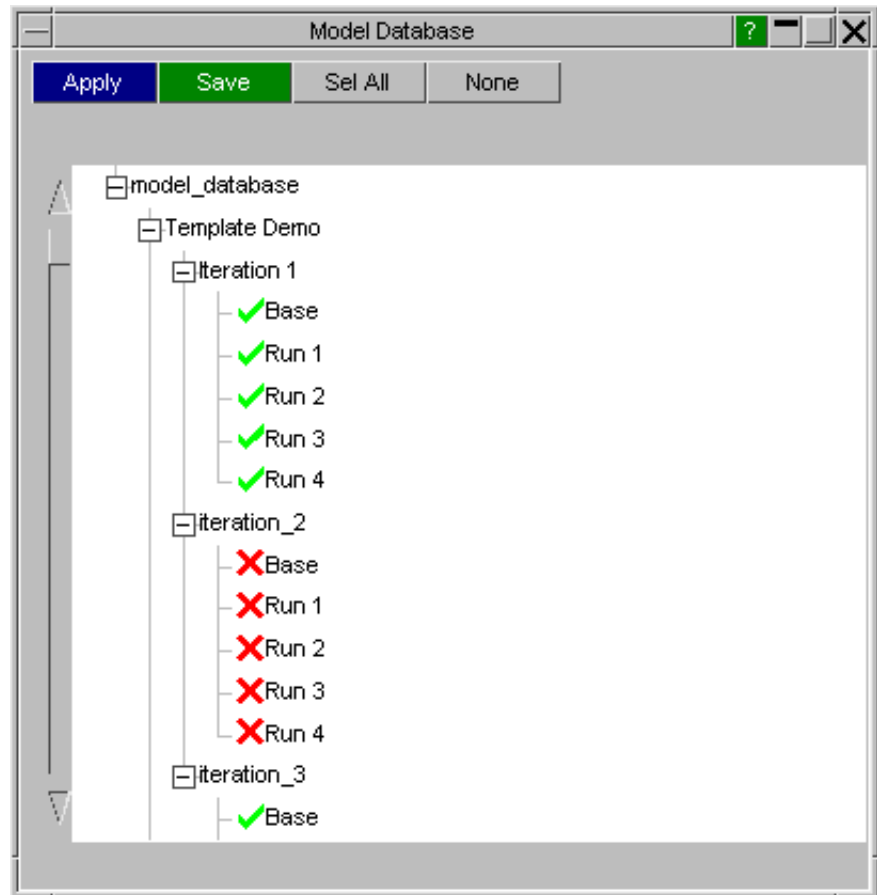 Model Database ?
Apply Save Sel All None
model_database
Template Demo
Iteration 1
Base
Run 1
Run 2
Run 3
Run 4
iteration_2
Base
Run 1
Run 2
Run 3
Run 4
iteration_3
Base